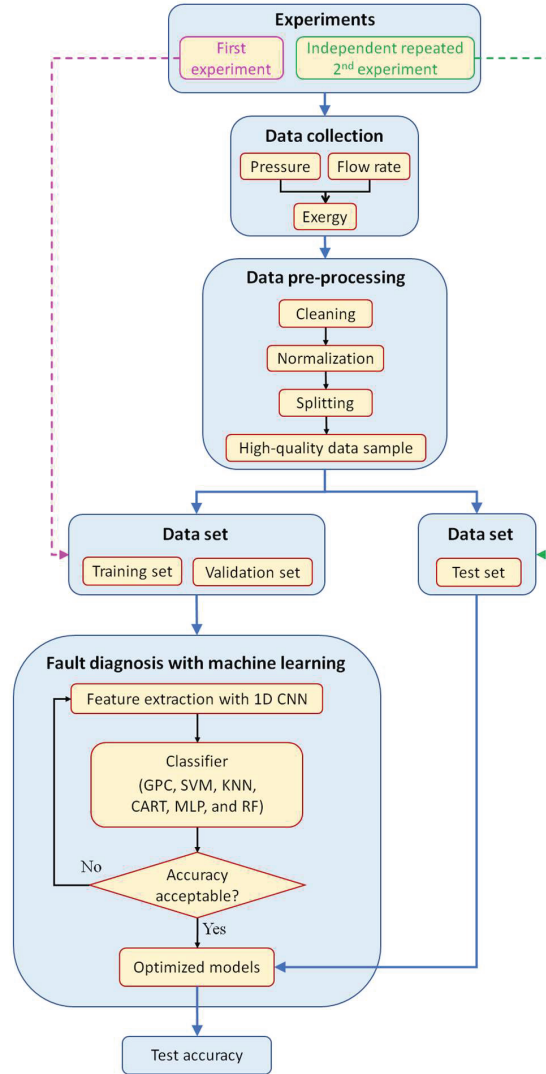 Experiments
First
experiment
Independent repeated
2nd experiment
Data collection
Pressure
Flow rate
Exergy
Data pre-processing
Cleaning
Normalization
Splitting
High-quality data sample
Data set
Training set
Validation set
Data set
Test set
Fault diagnosis with machine learning
Feature extraction with 1D CNN
Classifier
(GPC, SVM, KNN,
CART, MLP, and RF)
No
Accuracy
acceptable?
Yes
Optimized models
Test accuracy